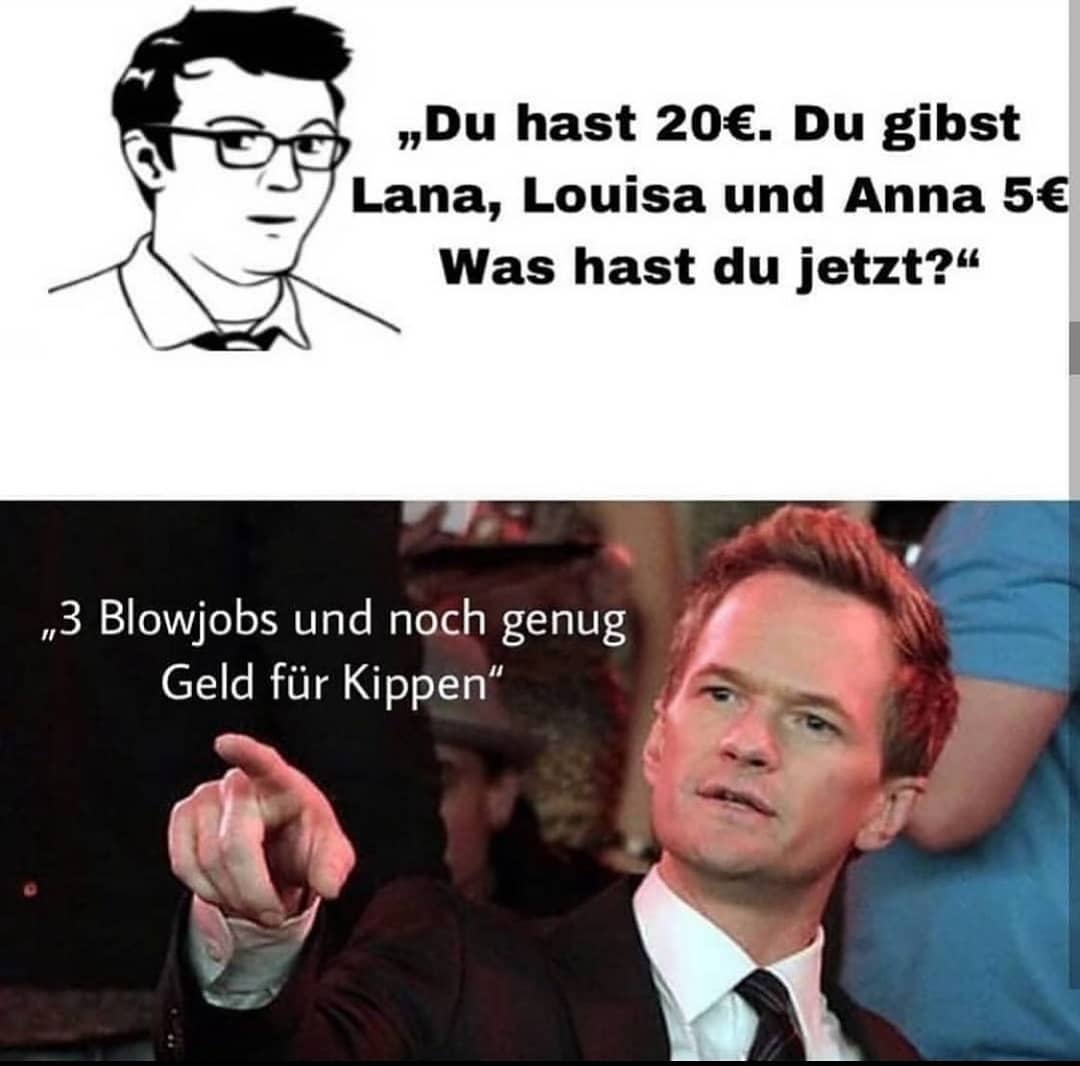 „Du hast 20€. Du gibst
Lana, Louisa und Anna 5€
Was hast du jetzt?“
„3 Blowjobs und noch genug
Geld für Kippen“